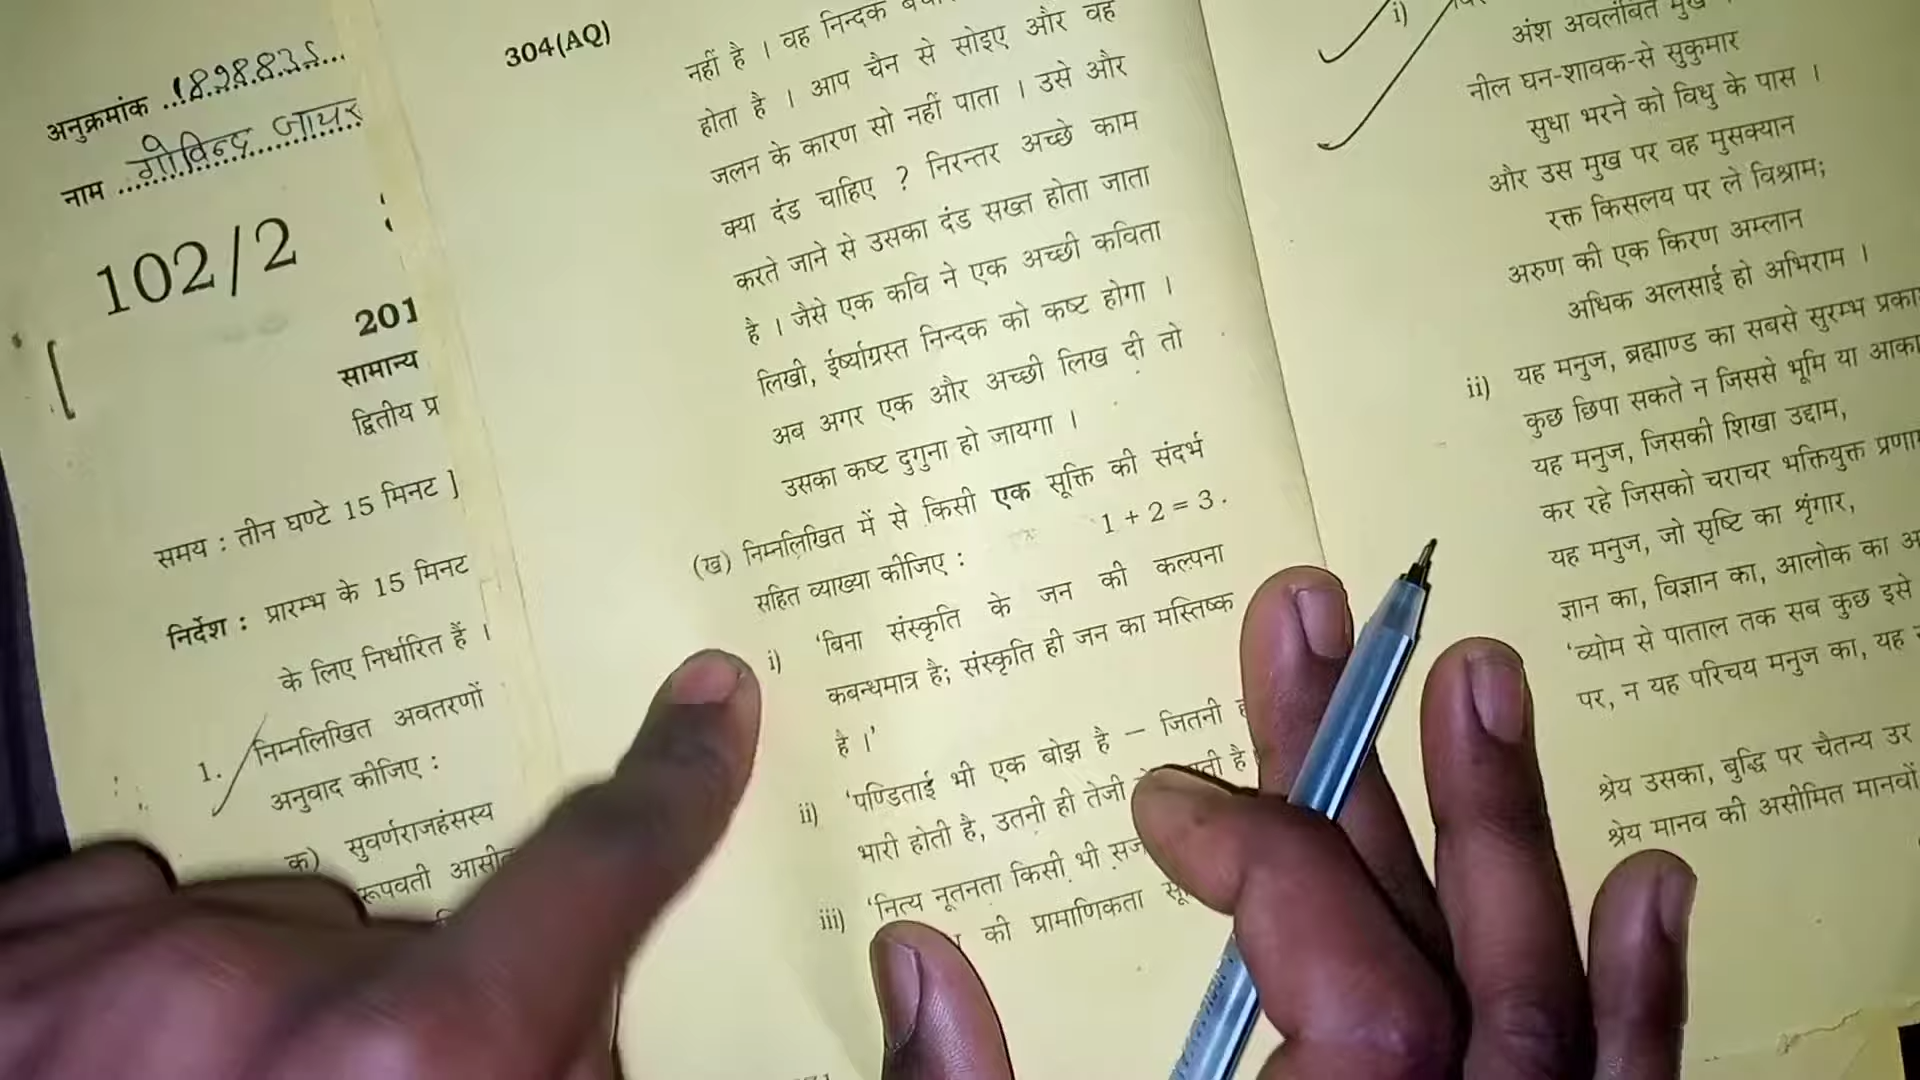 अनुक्रमांक
नाम गोविन्द
102/2
201
सामान्य
द्वितीय प्र
समय : तीन घण्टे 15 मिनट ]
निर्देश : प्रारम्भ के 15 मिनट
के लिए निर्धारित हैं ।
1. निम्नलिखित अवतरणों
अनुवाद कीजिए :
क) सुवर्णराजहंसस्य
रूपवती
304(AQ)
नहीं है । वह निन्दक
होता है । आप चैन से सोइए और वह
जलन के कारण सो नहीं पाता । उसे और
क्या दंड चाहिए ? निरन्तर अच्छे काम
करते जाने से उसका दंड सख्त होता जाता
है । जैसे एक कवि ने एक अच्छी कविता
लिखी, ईर्ष्याग्रस्त निन्दक को कष्ट होगा ।
अब अगर एक और अच्छी लिख दी तो
उसका कष्ट दुगुना हो जायगा ।
(ख) निम्नलिखित में से किसी एक सूक्ति की संदर्भ
सहित व्याख्या कीजिए : 1 + 2 = 3 .
i) 'बिना संस्कृति के जन की कल्पना
कबन्धमात्र है; संस्कृति ही जन का मस्तिष्क
है ।'
ii) 'पण्डिताई भी एक बोझ है – जितनी
भारी होती है, उतनी ही तेजी
iii) 'नित्य नूतनता किसी भी
की प्रामाणिकता
i)
अंश अवलंबित मुख
नील घन-शावक-से सुकुमार
सुधा भरने को विधु के पास ।
और उस मुख पर वह मुसक्यान
रक्त किसलय पर ले विश्राम;
अरुण की एक किरण अम्लान
अधिक अलसाई हो अभिराम ।
ii) यह मनुज, ब्रह्माण्ड का सबसे सुरम्भ
कुछ छिपा सकते न जिससे भूमि या
यह मनुज, जिसकी शिखा उद्दाम,
कर रहे जिसको चराचर भक्तियुक्त
यह मनुज, जो सृष्टि का शृंगार,
ज्ञान का, विज्ञान का, आलोक का
'व्योम से पाताल तक सब कुछ इसे
पर, न यह परिचय मनुज का, यह
श्रेय उसका, बुद्धि पर चैतन्य उर
श्रेय मानव की असीमित मानवों